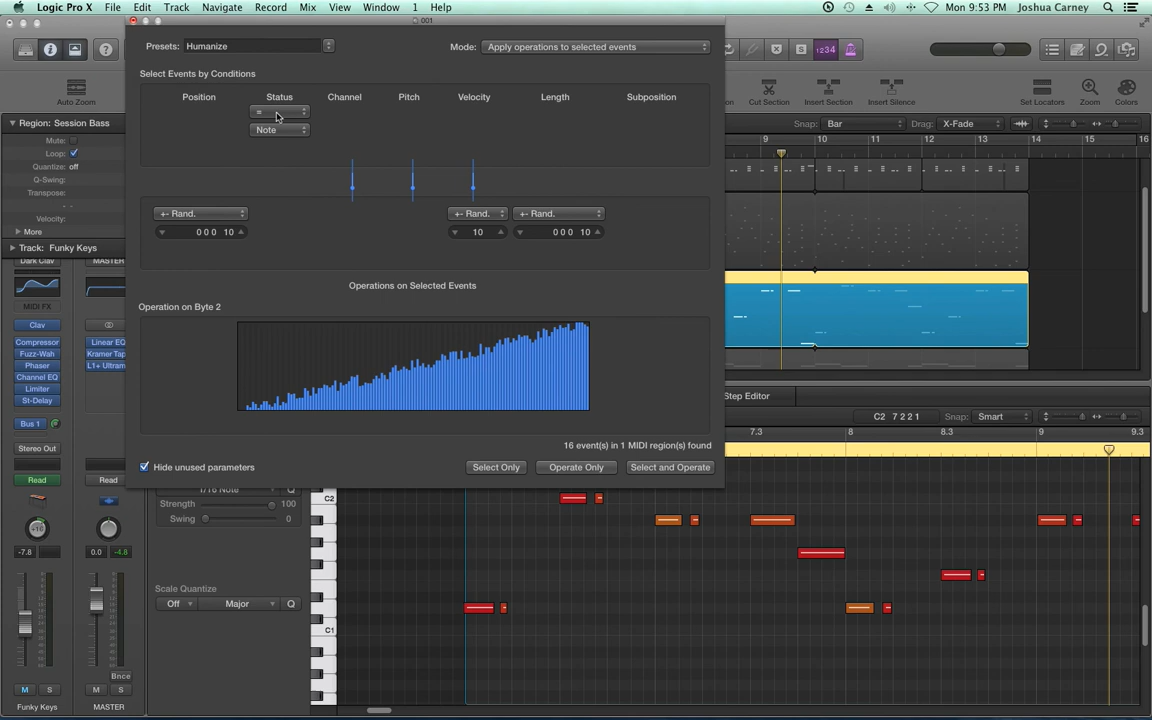 Logic Pro X File Edit Track Navigate Record Mix View Window 1 Help Mon 9:53 PM Joshua Carney
001
Presets: Humanize Mode: Apply operations to selected events
Select Events by Conditions
Position Status Channel Pitch Velocity Length Subposition
=
Note
+- Rand. +- Rand. +- Rand.
0 0 0 10 10 0 0 0 10
Operations on Selected Events
Operation on Byte 2
16 event(s) in 1 MIDI region(s) found
Hide unused parameters Select Only Operate Only Select and Operate
1234
Auto Zoom Cut Section Insert Section Insert Silence Set Locators Zoom Colors
Region: Session Bass
Mute:
Loop:
Quantize: off
Q-Swing:
Transpose:
- -
Velocity:
More
Track: Funky Keys
Snap: Bar Drag: X-Fade
9 10 11 12 13 14 15 16
Dark Clav MASTER
MIDI FX
Clav
Compressor Linear EQ
Fuzz-Wah Kramer Tap
Phaser L1+ Ultram
Channel EQ
Limiter
St-Delay
Bus 1
Stereo Out
Read Read
+16
-7.8 0.0 -4.8
Bnce
M S M S
Funky Keys MASTER
Step Editor
C2 7 2 2 1 Snap: Smart
7.3 8 8.3 9 9.3
1/16 Note Q
Strength 100
Swing 0
Scale Quantize
Off Major Q
C2
C1